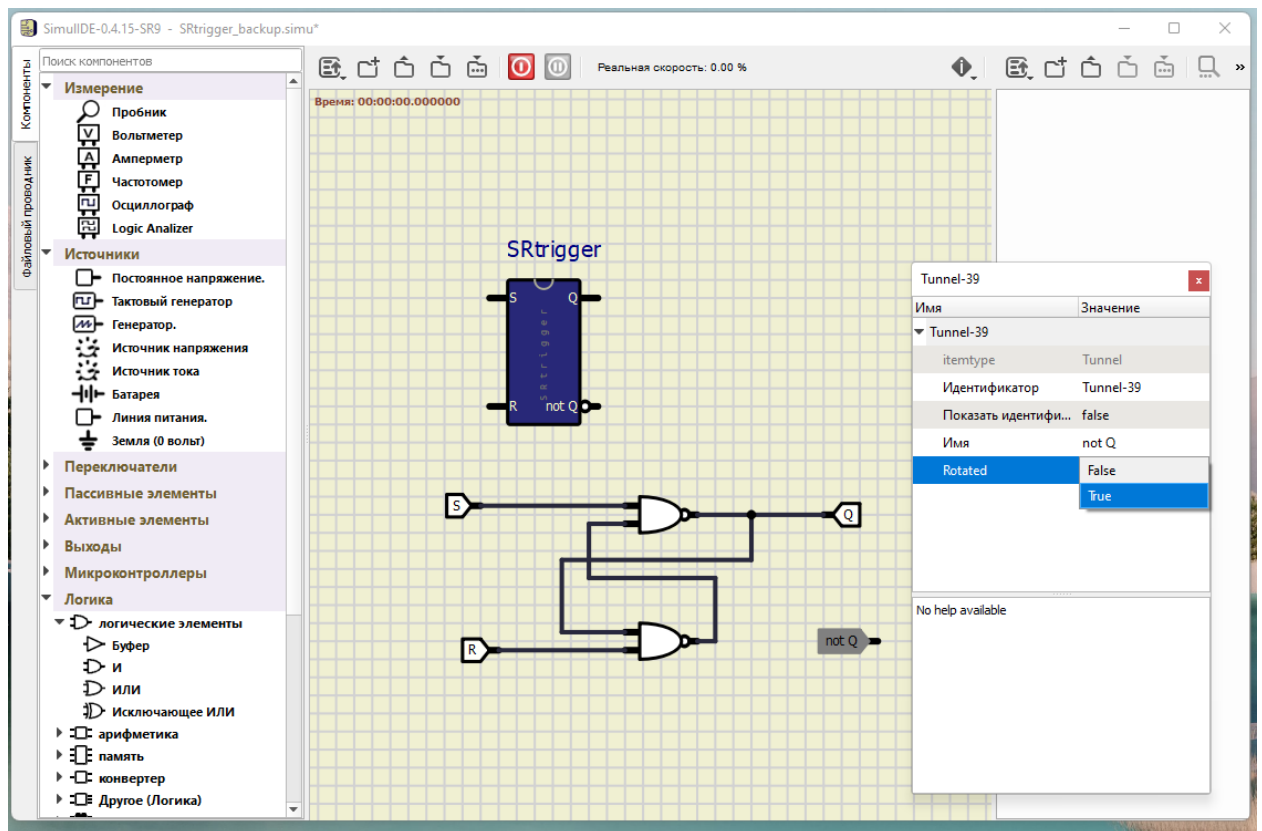 SimulIDE-0.4.15-SR9 - SRtrigger_backup.simu*
Компоненты
Файловый проводник
Поиск компонентов
Измерение
Пробник
V Вольтметер
A Амперметр
F Частотомер
Осциллограф
Logic Analizer
Источники
Постоянное напряжение.
Тактовый генератор
Генератор.
Источник напряжения
Источник тока
Батарея
Линия питания.
Земля (0 вольт)
Переключатели
Пассивные элементы
Активные элементы
Выходы
Микроконтроллеры
Логика
логические элементы
Буфер
И
ИЛИ
Исключающее ИЛИ
арифметика
память
конвертер
Другое (Логика)
Реальная скорость: 0.00 %
»
Время: 00:00:00.000000
SRtrigger
S Q
SRtrigger
R not Q
S
Q
R
not Q
Tunnel-39
x
Имя Значение
Tunnel-39
itemtype Tunnel
Идентификатор Tunnel-39
Показать идентифи... false
Имя not Q
Rotated False
True
No help available